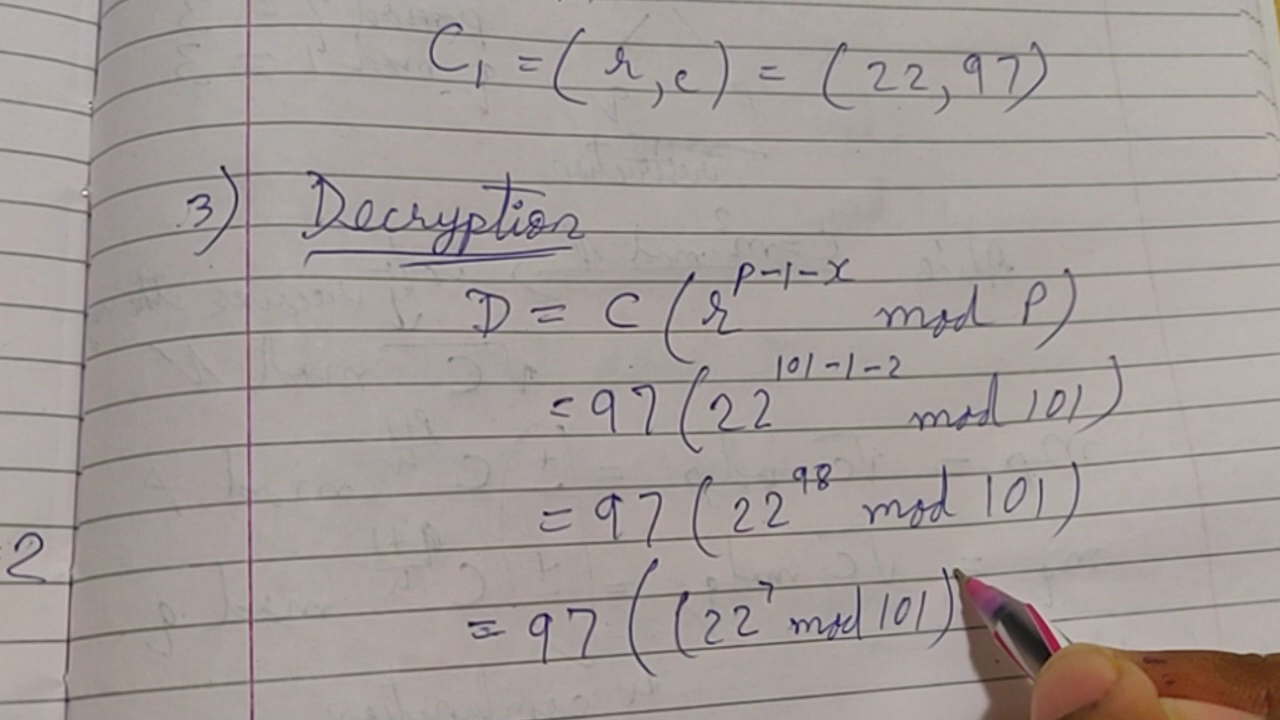 C₁ = (r, c) = (22, 97)
3) Decryption
D = C (r^{p-1-x} mod P)
= 97 (22^{101-1-2} mod 101)
= 97 (22^{98} mod 101)
2
= 97 ((22^{7} mod 101)